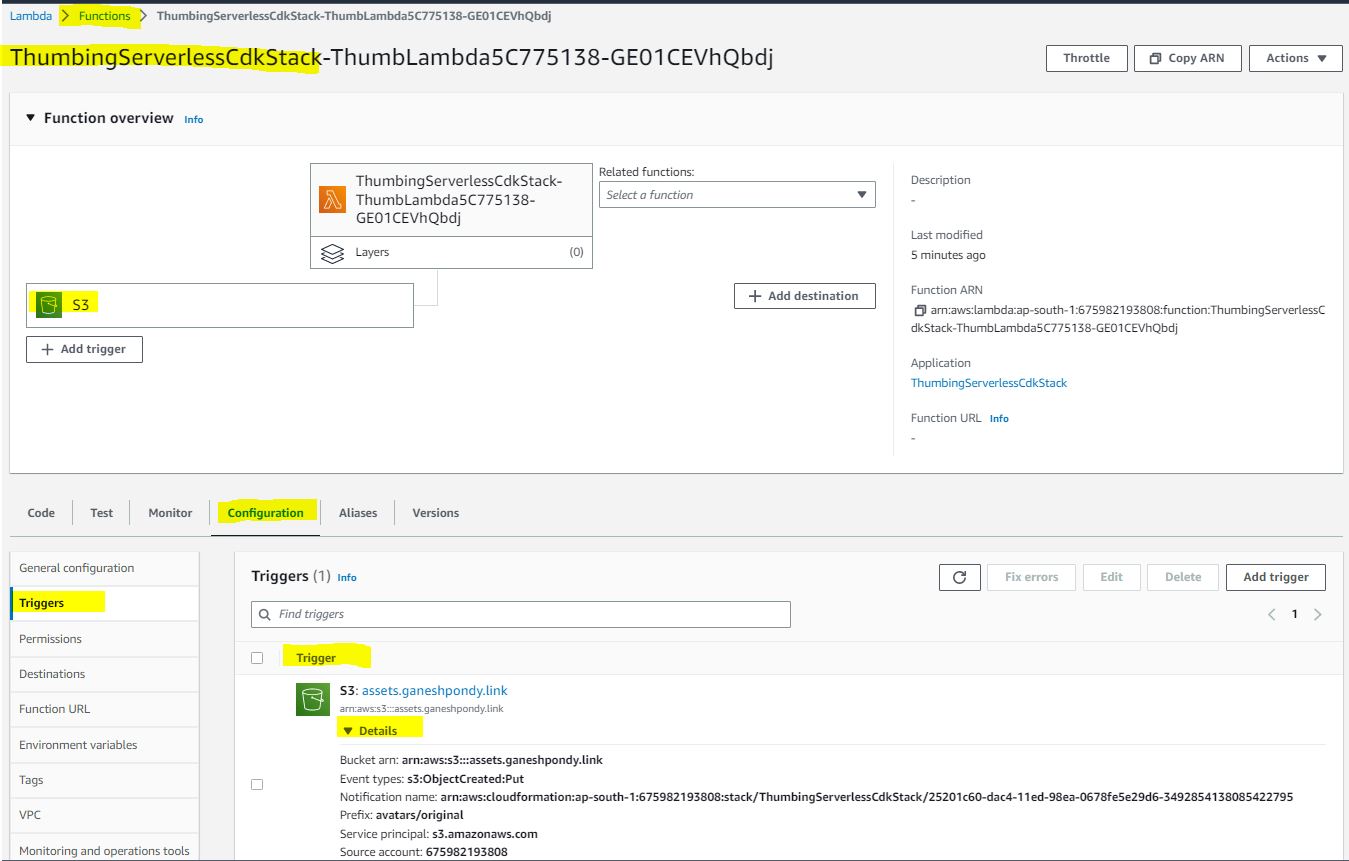 Lambda > Functions > ThumbingServerlessCdkStack-ThumbLambda5C775138-GE01CEVhQbdj
ThumbingServerlessCdkStack-ThumbLambda5C775138-GE01CEVhQbdj
Throttle
Copy ARN
Actions
Function overview Info
ThumbingServerlessCdkStack-
ThumbLambda5C775138-
GE01CEVhQbdj
Layers (0)
Related functions:
Select a function
S3
+ Add trigger
+ Add destination
Description
-
Last modified
5 minutes ago
Function ARN
arn:aws:lambda:ap-south-1:675982193808:function:ThumbingServerlessC
dkStack-ThumbLambda5C775138-GE01CEVhQbdj
Application
ThumbingServerlessCdkStack
Function URL Info
-
Code
Test
Monitor
Configuration
Aliases
Versions
General configuration
Triggers
Permissions
Destinations
Function URL
Environment variables
Tags
VPC
Monitoring and operations tools
Triggers (1) Info
Fix errors
Edit
Delete
Add trigger
Find triggers
1
Trigger
S3: assets.ganeshpondy.link
arn:aws:s3:::assets.ganeshpondy.link
Details
Bucket arn: arn:aws:s3:::assets.ganeshpondy.link
Event types: s3:ObjectCreated:Put
Notification name: arn:aws:cloudformation:ap-south-1:675982193808:stack/ThumbingServerlessCdkStack/25201c60-dac4-11ed-98ea-0678fe5e29d6-3492854138085422795
Prefix: avatars/original
Service principal: s3.amazonaws.com
Source account: 675982193808